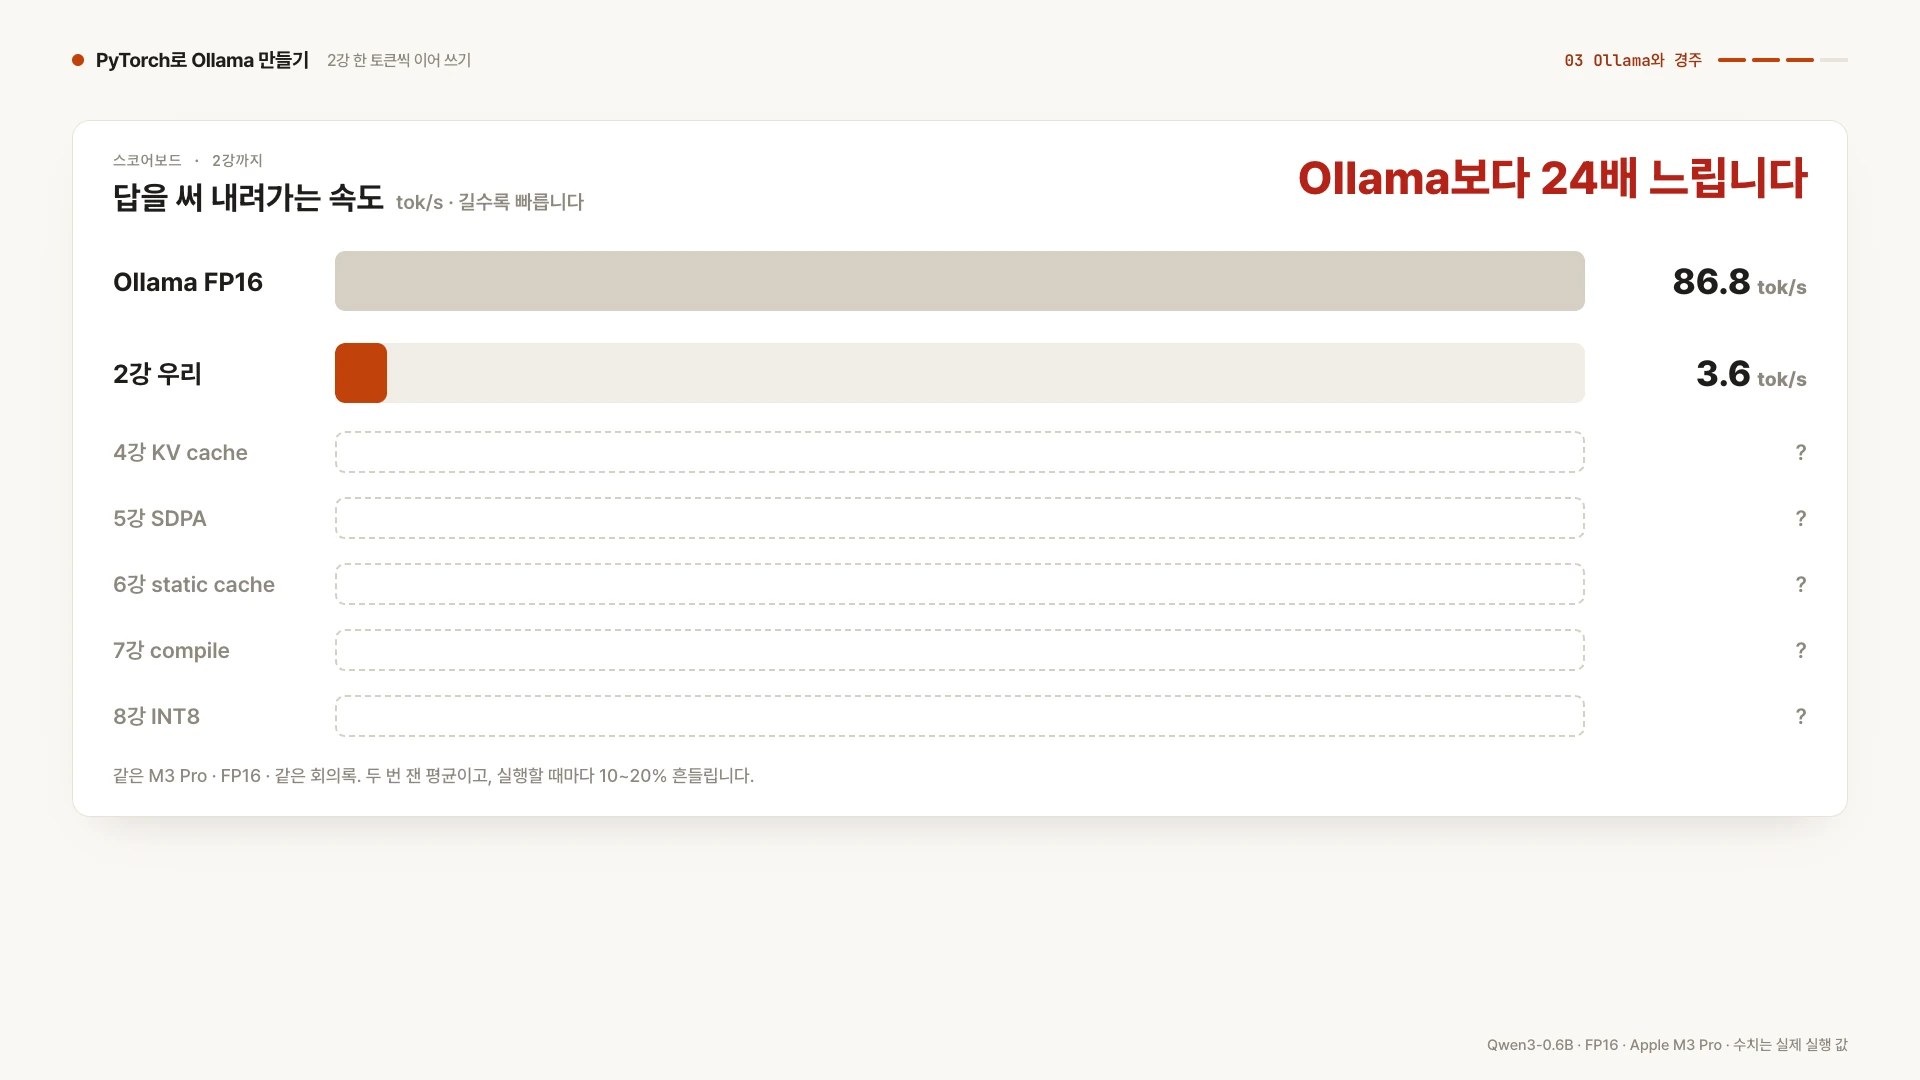 PyTorch로 Ollama 만들기 2강 한 토큰씩 이어 쓰기
03 Ollama와 경주
스코어보드 · 2강까지
답을 써 내려가는 속도 tok/s · 길수록 빠릅니다
Ollama보다 24배 느립니다
Ollama FP16 86.8 tok/s
2강 우리 3.6 tok/s
4강 KV cache ?
5강 SDPA ?
6강 static cache ?
7강 compile ?
8강 INT8 ?
같은 M3 Pro · FP16 · 같은 회의록. 두 번 잰 평균이고, 실행할 때마다 10~20% 흔들립니다.
Qwen3-0.6B · FP16 · Apple M3 Pro · 수치는 실제 실행 값